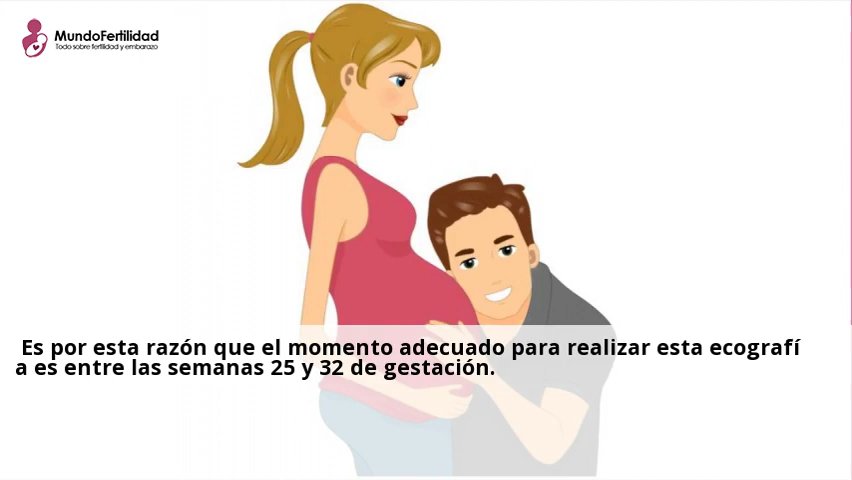 MundoFertilidad
Todo sobre fertilidad y embarazo
Es por esta razón que el momento adecuado para realizar esta ecografí
a es entre las semanas 25 y 32 de gestación.